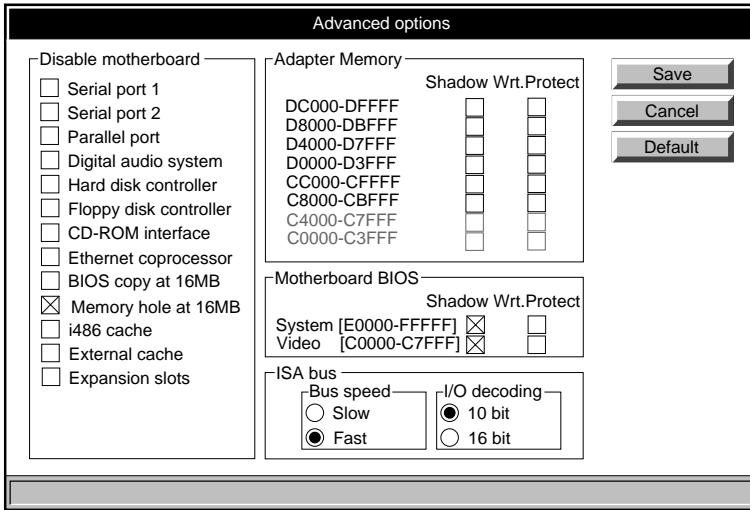 Advanced options
Disable motherboard
Serial port 1
Serial port 2
Parallel port
Digital audio system
Hard disk controller
Floppy disk controller
CD-ROM interface
Ethernet coprocessor
BIOS copy at 16MB
Memory hole at 16MB
i486 cache
External cache
Expansion slots
Adapter Memory
Shadow Wrt.Protect
DC000-DFFFF
D8000-DBFFF
D4000-D7FFF
D0000-D3FFF
CC000-CFFFF
C8000-CBFFF
C4000-C7FFF
C0000-C3FFF
Motherboard BIOS
Shadow Wrt.Protect
System [E0000-FFFFF]
Video [C0000-C7FFF]
ISA bus
Bus speed
Slow
Fast
I/O decoding
10 bit
16 bit
Save
Cancel
Default